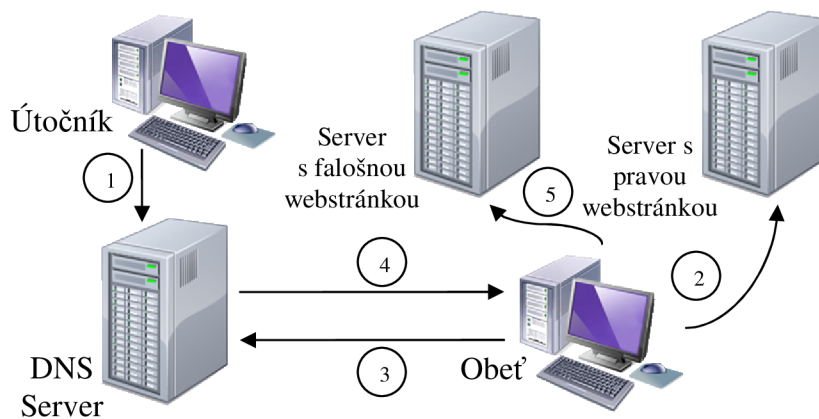 Útočník
1
Server
s falošnou
webstránkou
Server s
pravou
webstránkou
5
2
4
3
DNS
Server
Obeť